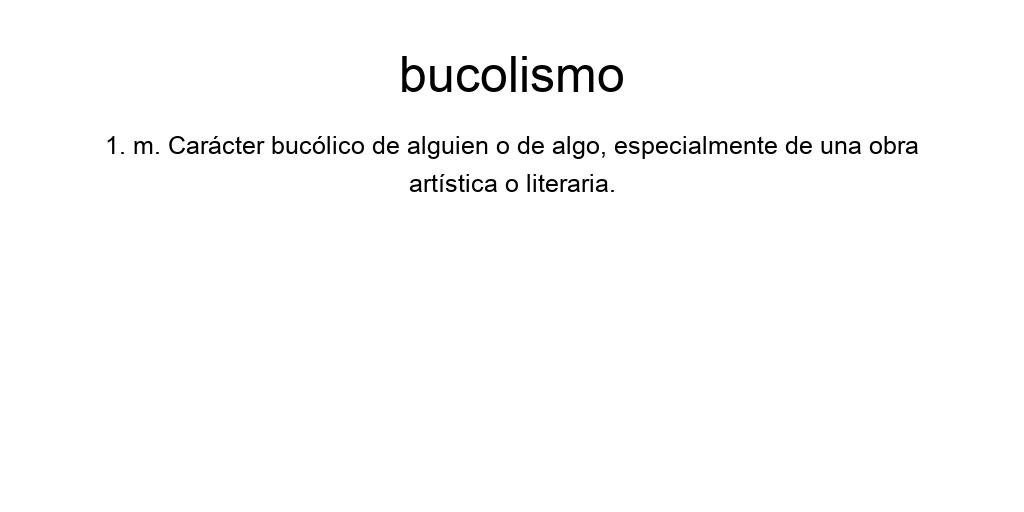 bucolismo
1. m. Carácter bucólico de alguien o de algo, especialmente de una obra
artística o literaria.